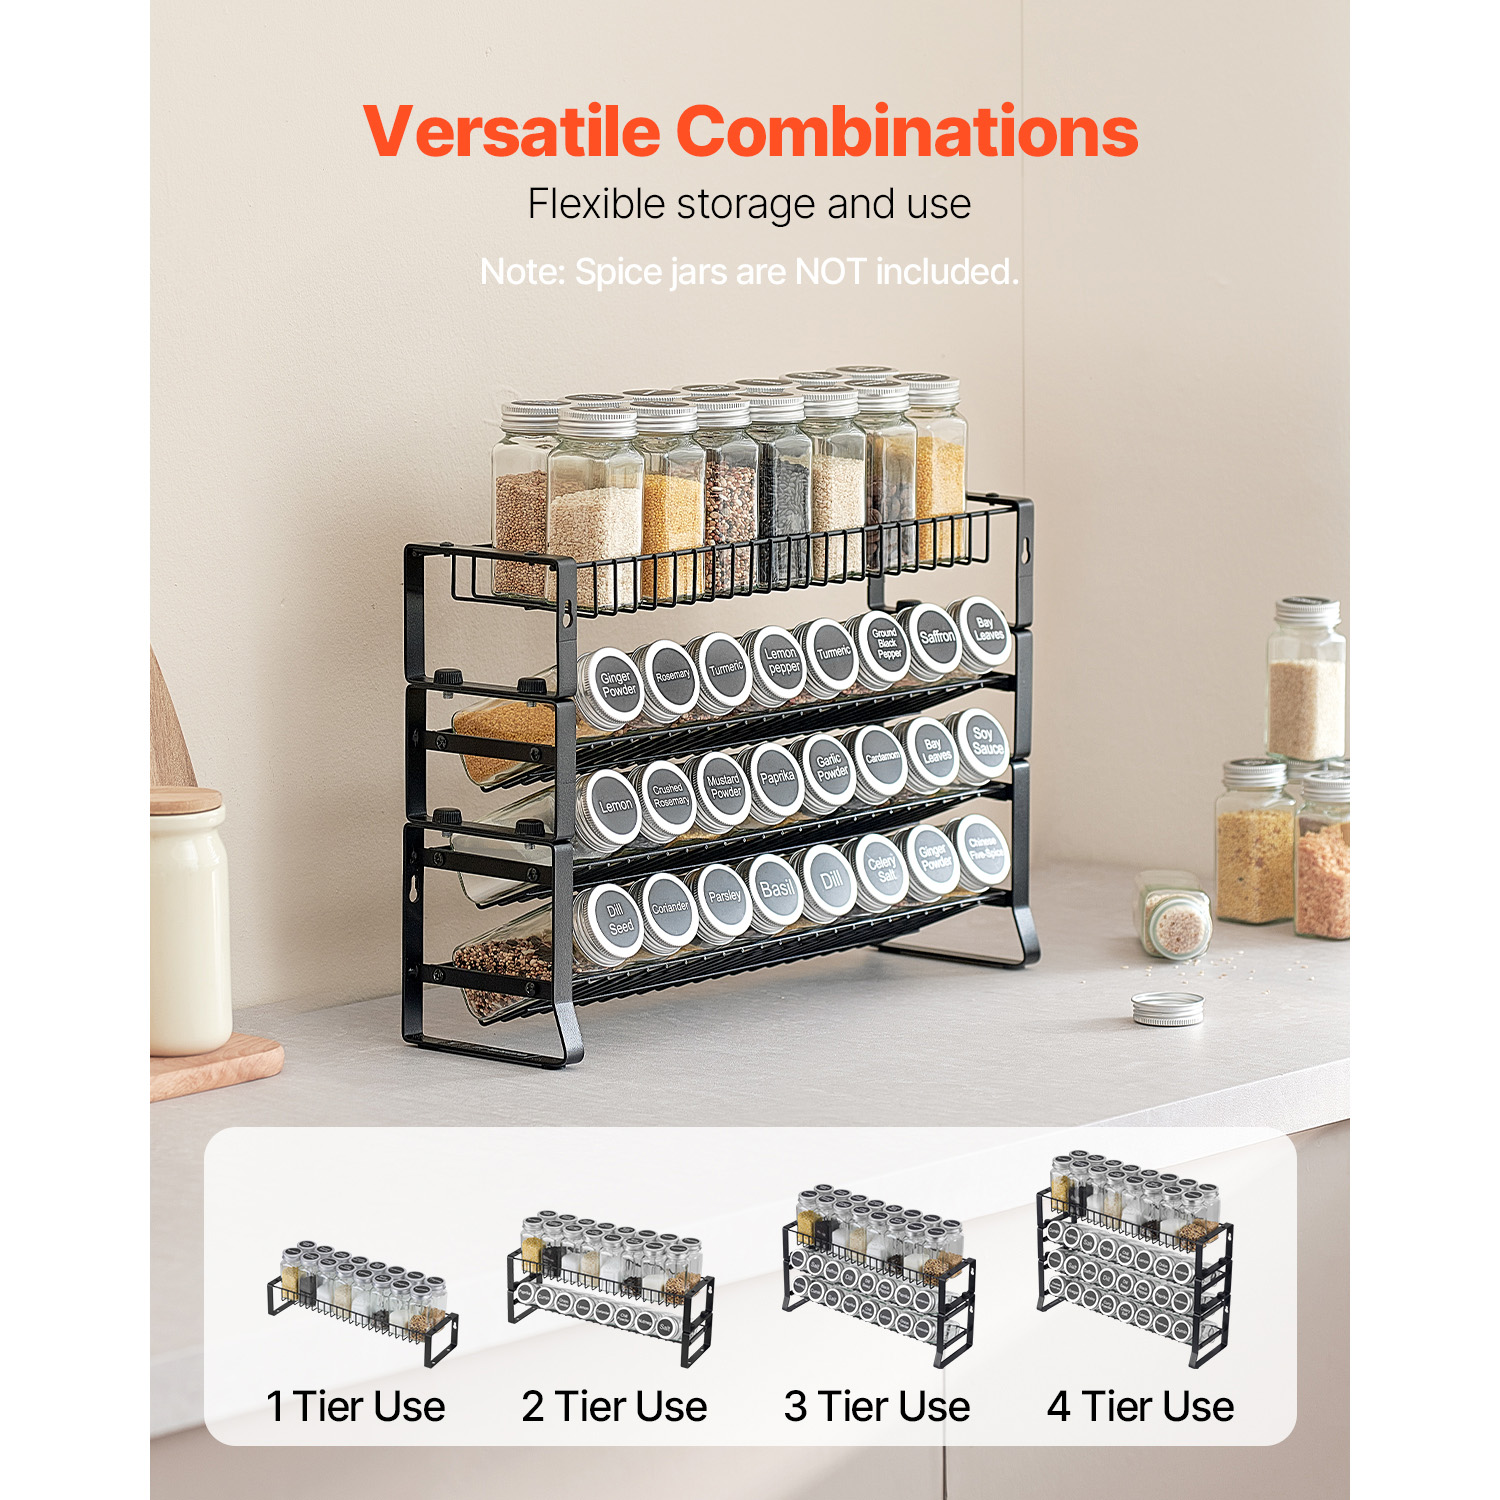 Versatile Combinations
Flexible storage and use
Note: Spice jars are NOT included.
Ginger
Powder
Rosemary
Turmeric
Lemon
pepper
Turmeric
Ground
Black
Pepper
Saffron
Bay
Leaves
Lemon
Crushed
Rosemary
Mustard
Powder
Paprika
Garlic
Powder
Cardamom
Bay
Leaves
Soy
Sauce
Dill
Seed
Coriander
Parsley
Basil
Dill
Celery
Salt
Ginger
Powder
Chinese
Five-Spice
1 Tier Use
2 Tier Use
3 Tier Use
4 Tier Use